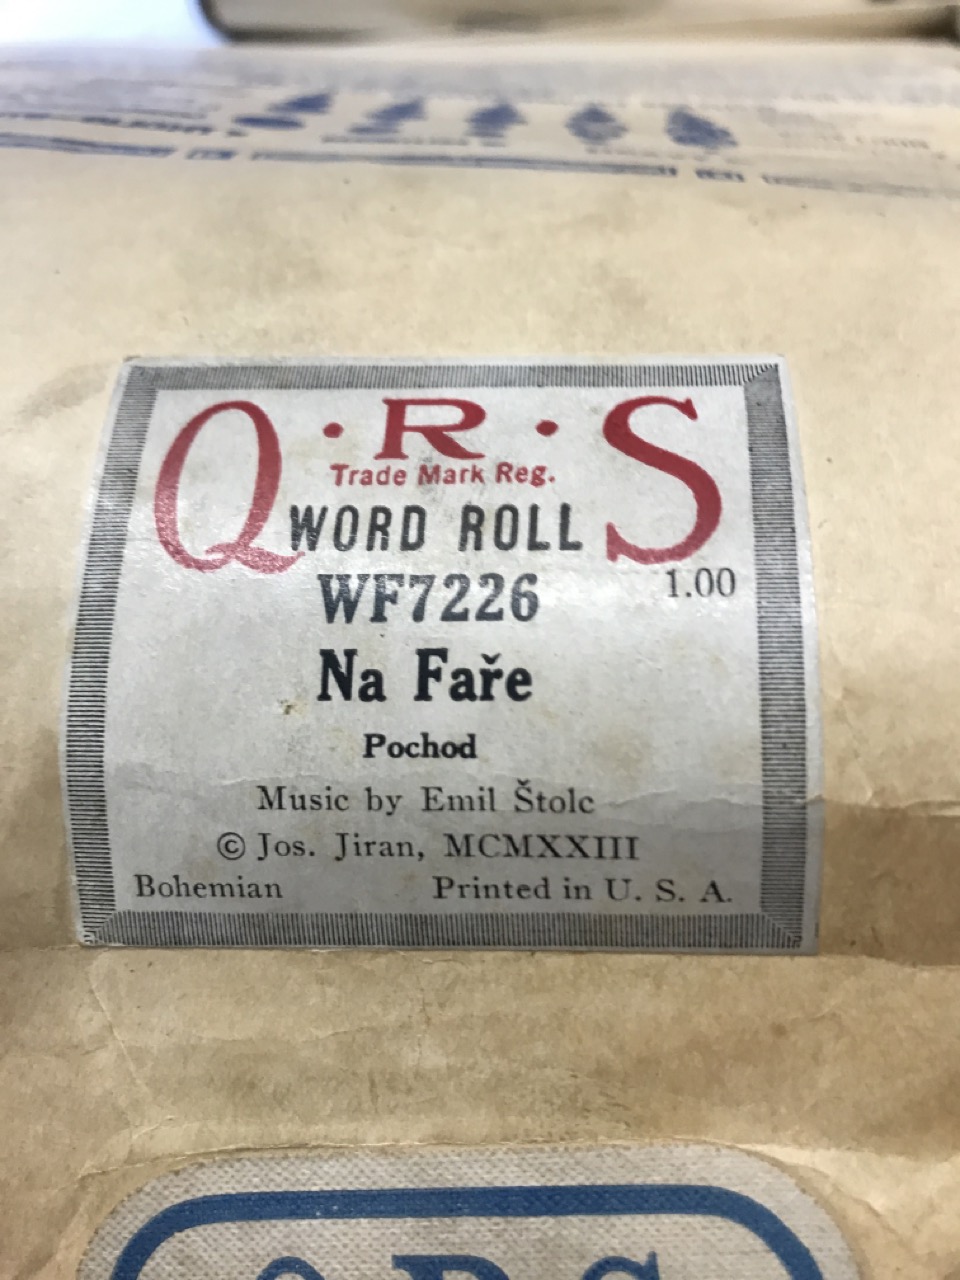 Q·R·S
Trade Mark Reg.
WORD ROLL
WF7226 1.00
Na Faře
Pochod
Music by Emil Štolc
© Jos. Jiran, MCMXXIII
Bohemian Printed in U. S. A.
QRS